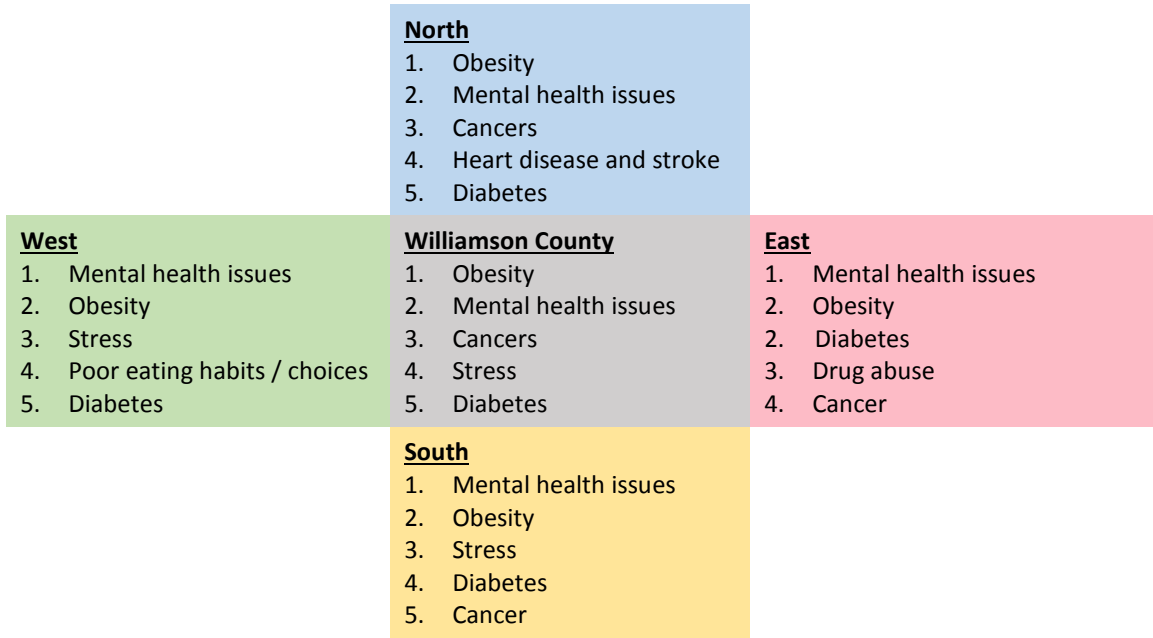 North
1. Obesity
2. Mental health issues
3. Cancers
4. Heart disease and stroke
5. Diabetes
West
1. Mental health issues
2. Obesity
3. Stress
4. Poor eating habits / choices
5. Diabetes
Williamson County
1. Obesity
2. Mental health issues
3. Cancers
4. Stress
5. Diabetes
East
1. Mental health issues
2. Obesity
2. Diabetes
3. Drug abuse
4. Cancer
South
1. Mental health issues
2. Obesity
3. Stress
4. Diabetes
5. Cancer